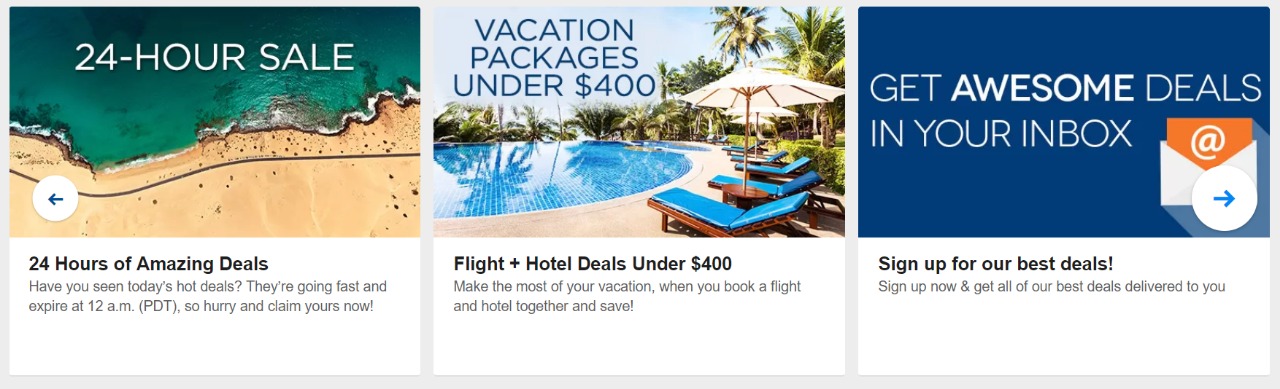 24-HOUR SALE
24 Hours of Amazing Deals
Have you seen today's hot deals? They're going fast and
expire at 12 a.m. (PDT), so hurry and claim yours now!
VACATION
PACKAGES
UNDER $400
Flight + Hotel Deals Under $400
Make the most of your vacation, when you book a flight
and hotel together and save!
GET AWESOME DEALS
IN YOUR INBOX
@
Sign up for our best deals!
Sign up now & get all of our best deals delivered to you